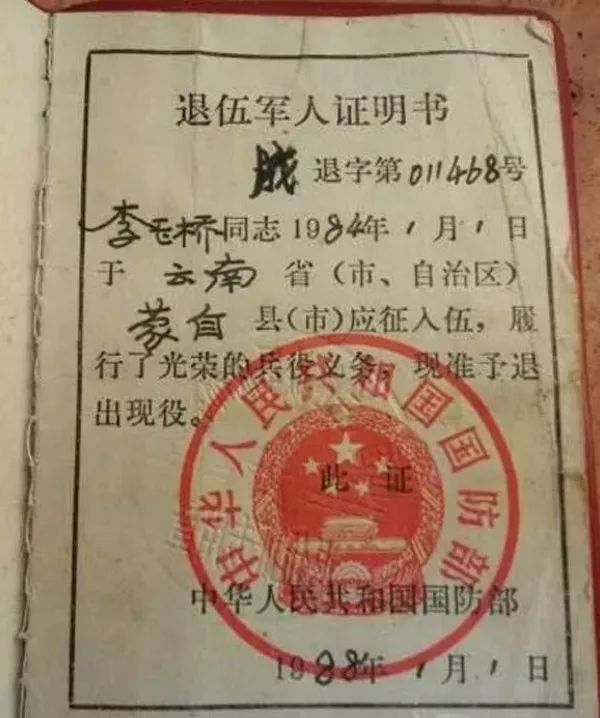 退伍军人证明书
成 退字第011468号
李玉桥同志 1984年 1月 1日
于 云南 省(市、自治区)
蒙自 县(市)应征入伍，履
行了光荣的兵役义务，现准予退
出现役。
此 证
中华人民共和国国防部
中华人民共和国国防部
1988年 1月 1日